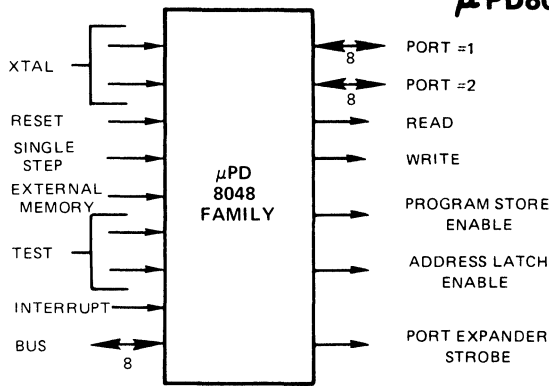 μPD80
XTAL
RESET
SINGLE
STEP
EXTERNAL
MEMORY
TEST
INTERRUPT
BUS
8
μPD
8048
FAMILY
8
PORT =1
8
PORT =2
READ
WRITE
PROGRAM STORE
ENABLE
ADDRESS LATCH
ENABLE
PORT EXPANDER
STROBE